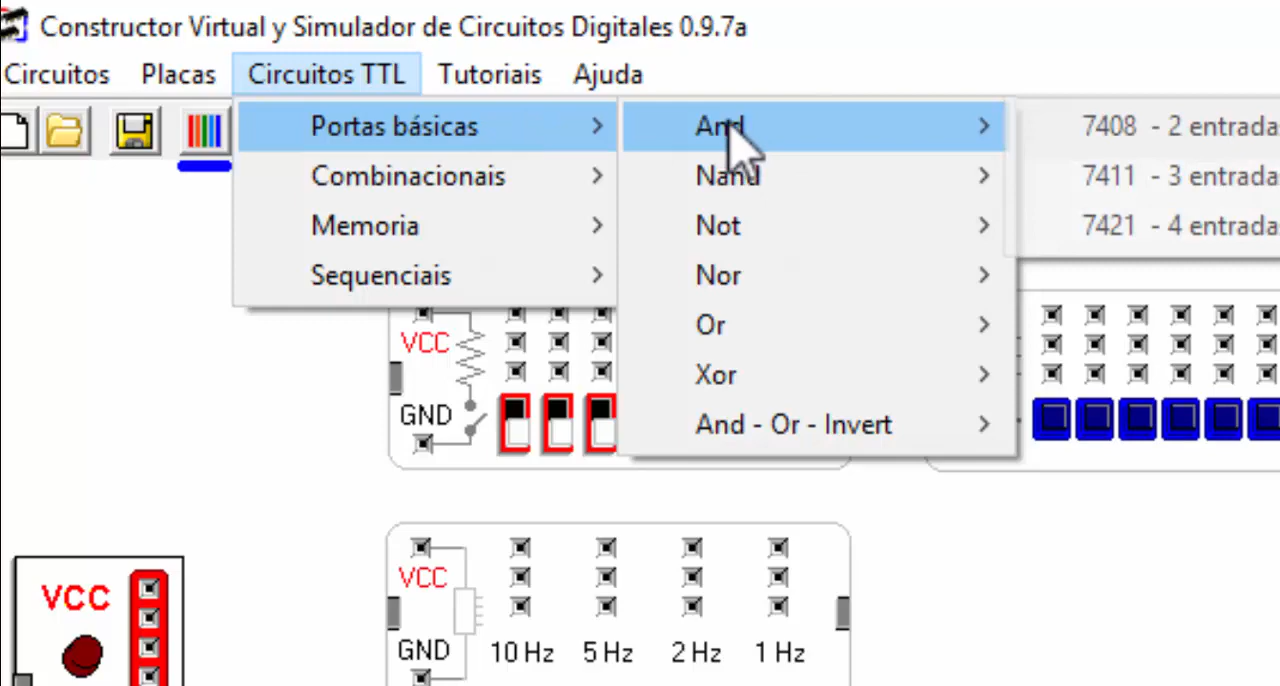 Constructor Virtual y Simulador de Circuitos Digitales 0.9.7a
Circuitos Placas Circuitos TTL Tutoriais Ajuda
Portas básicas
Combinacionais
Memoria
Sequenciais
And
Nand
Not
Nor
Or
Xor
And - Or - Invert
7408 - 2 entrada
7411 - 3 entrada
7421 - 4 entrada
VCC
GND
VCC
GND
10 Hz 5 Hz 2 Hz 1 Hz
VCC